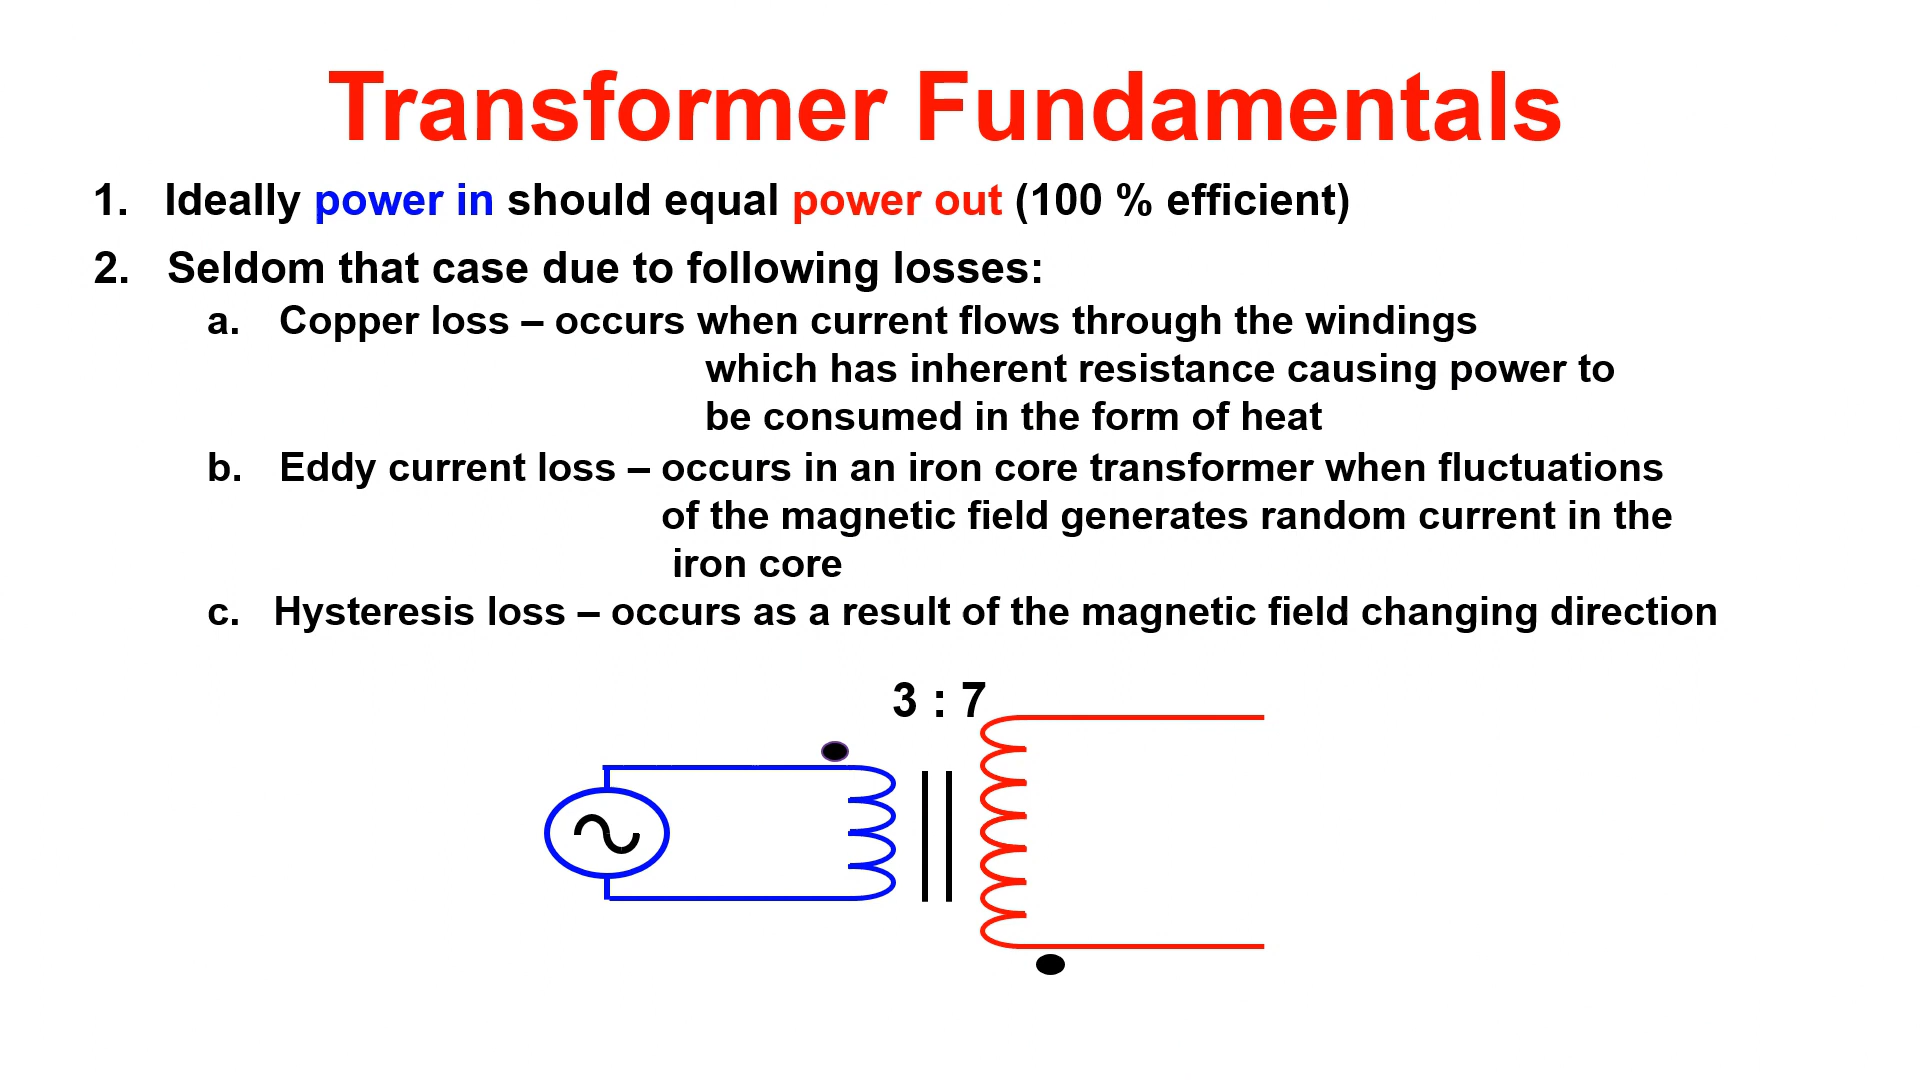 Transformer Fundamentals
1. Ideally power in should equal power out (100 % efficient)
2. Seldom that case due to following losses:
a. Copper loss – occurs when current flows through the windings
which has inherent resistance causing power to
be consumed in the form of heat
b. Eddy current loss – occurs in an iron core transformer when fluctuations
of the magnetic field generates random current in the
iron core
c. Hysteresis loss – occurs as a result of the magnetic field changing direction
3 : 7